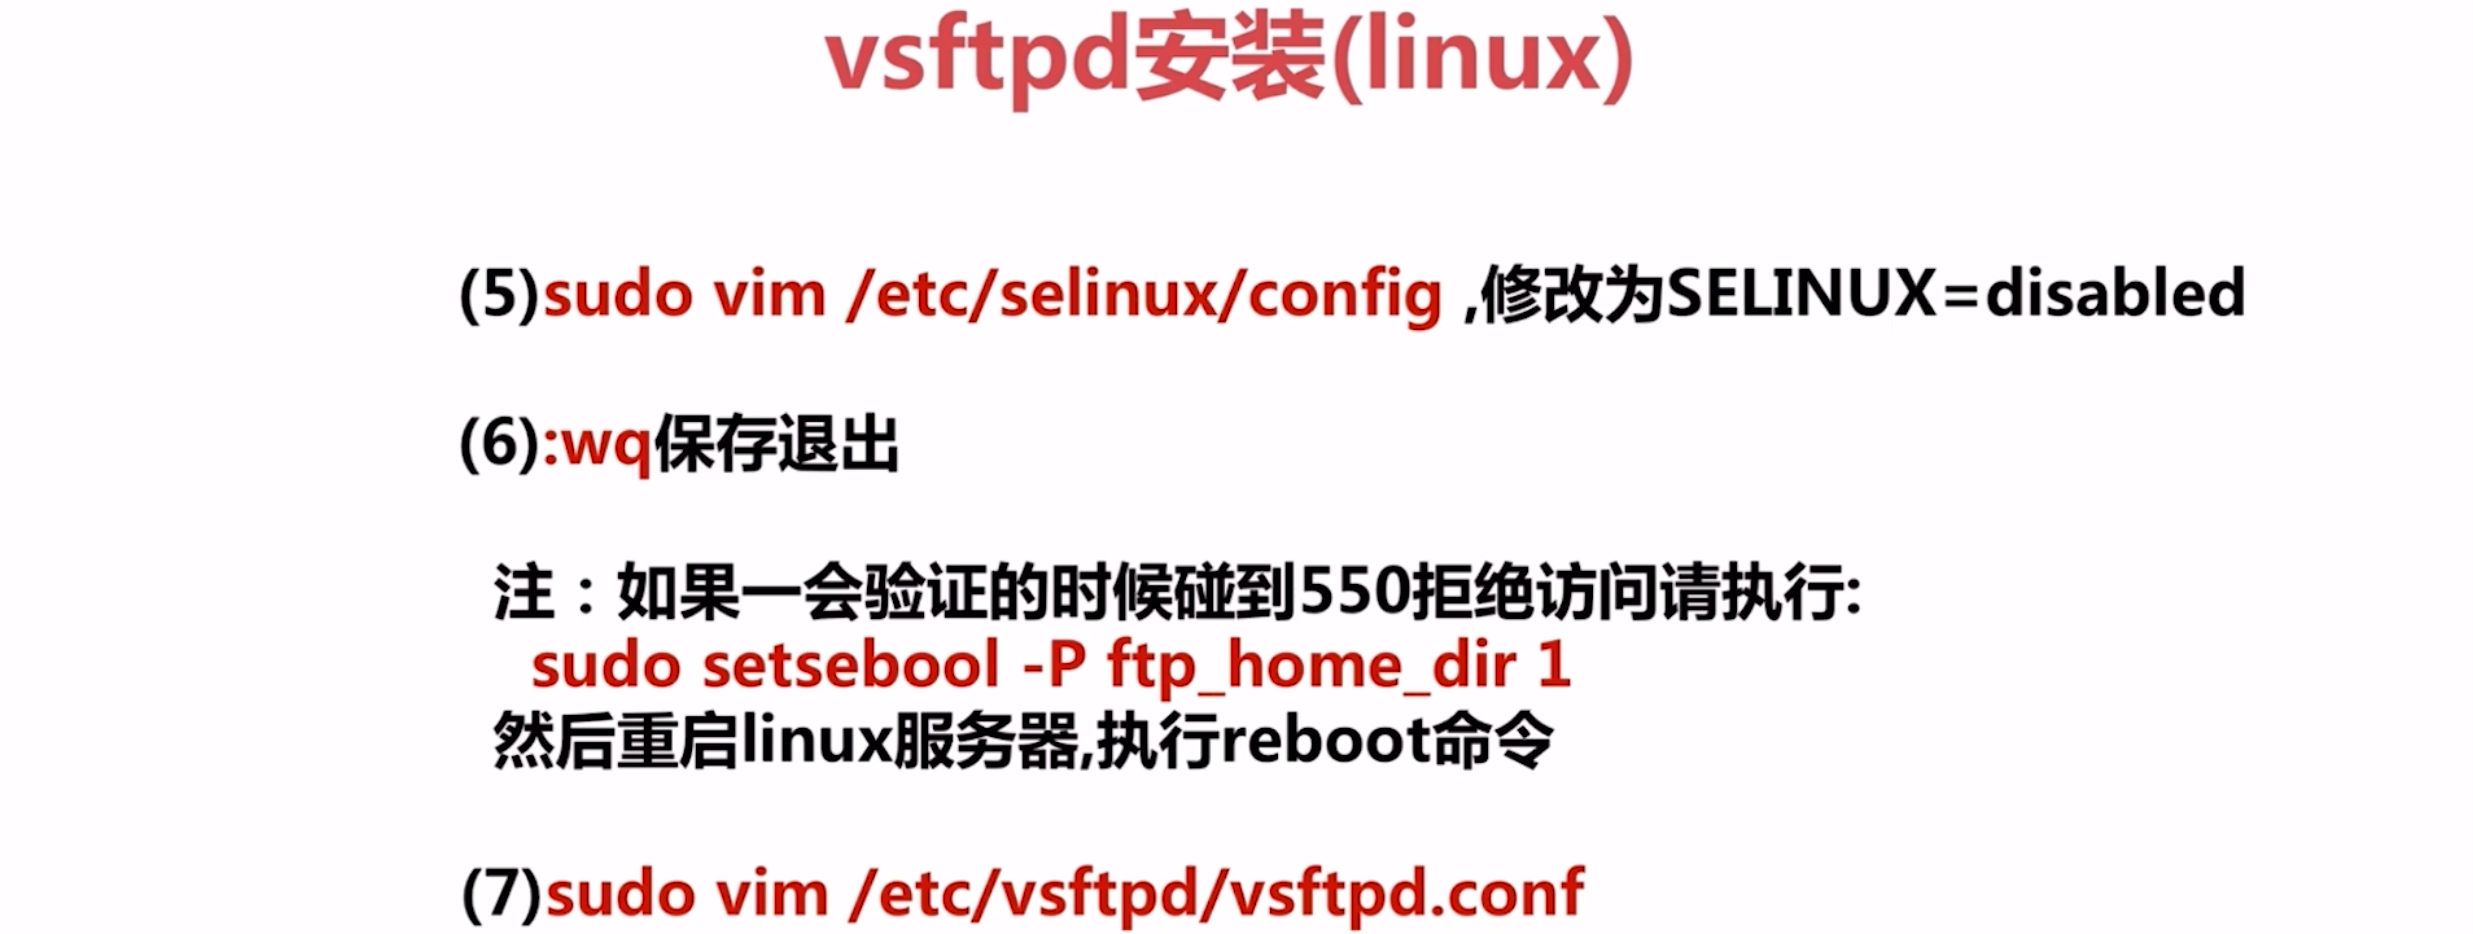 vsftpd安装(linux)
(5)sudo vim /etc/selinux/config ,修改为SELINUX=disabled
(6):wq保存退出
注：如果一会验证的时候碰到550拒绝访问请执行:
sudo setsebool -P ftp_home_dir 1
然后重启linux服务器,执行reboot命令
(7)sudo vim /etc/vsftpd/vsftpd.conf